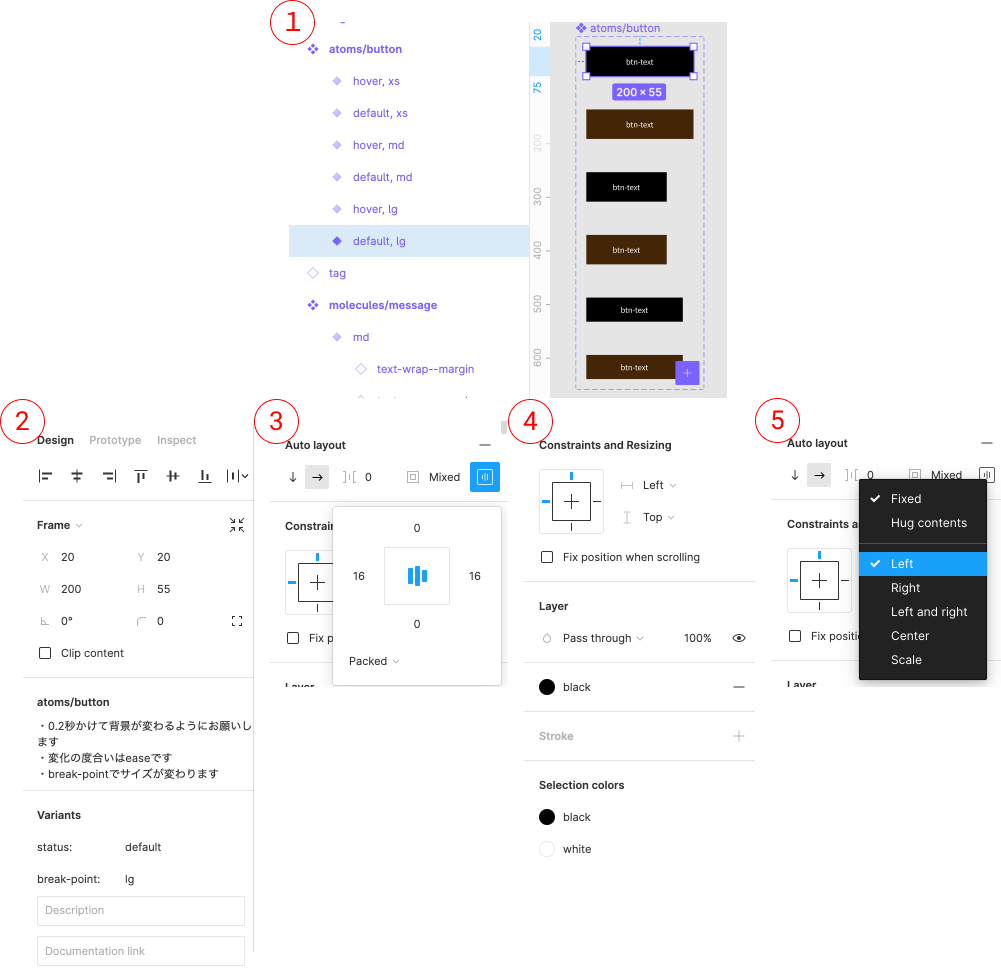 1
atoms/button
hover, xs
default, xs
hover, md
default, md
hover, lg
default, lg
tag
molecules/message
md
text-wrap--margin
20
75
200
300
400
500
600
atoms/button
btn-text
200 × 55
btn-text
btn-text
btn-text
btn-text
btn-text
2
Design Prototype Inspect
Frame
X 20 Y 20
W 200 H 55
0° 0
Clip content
atoms/button
・0.2秒かけて背景が変わるようにお願いし
ます
・変化の度合いはeaseです
・break-pointでサイズが変わります
Variants
status: default
break-point: lg
Description
Documentation link
3
Auto layout
0 Mixed
Constrain
0
16 16
0
Packed
Fix p
Layer
4
Constraints and Resizing
Left
Top
Fix position when scrolling
Layer
Pass through 100%
black
Stroke
Selection colors
black
white
5
Auto layout
0 Mixed
Constraints a
Fix positio
Layer
Fixed
Hug contents
Left
Right
Left and right
Center
Scale